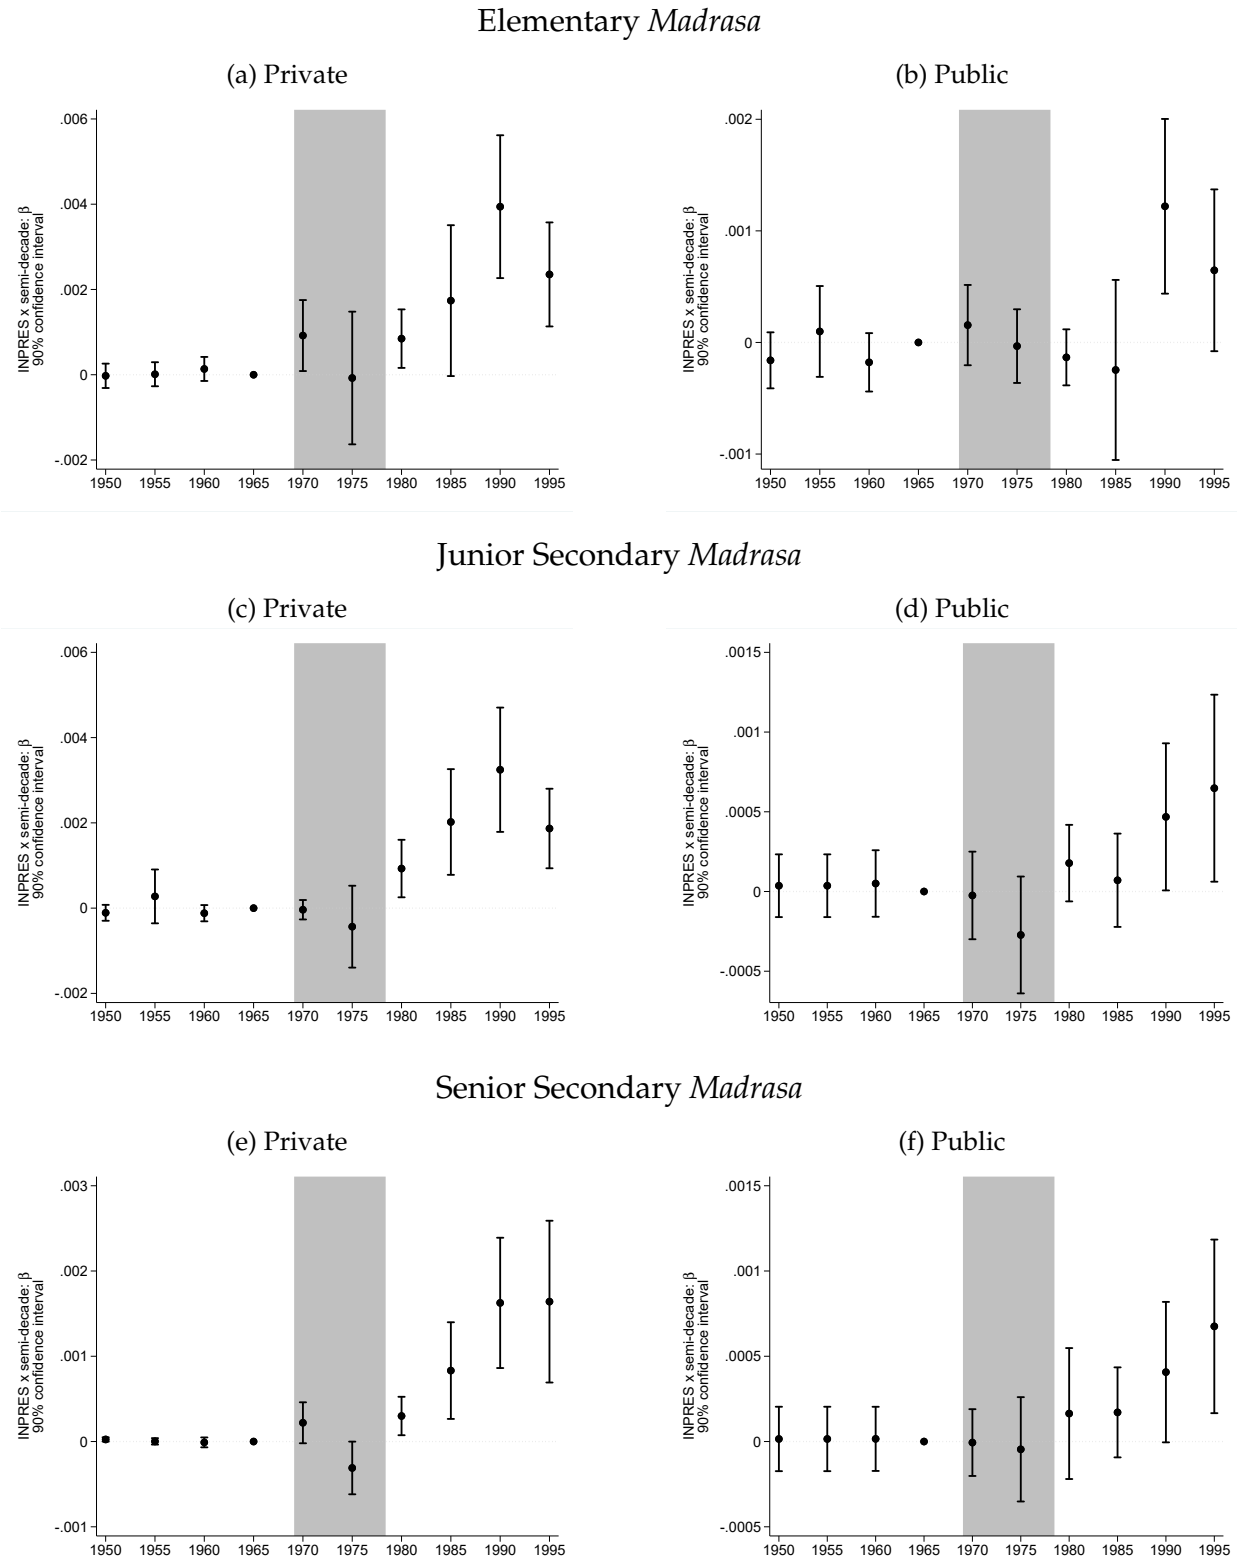 Elementary Madrasa
(a) Private
(b) Public
INPRES x semi-decade: β
90% confidence interval
.006
.004
.002
0
-.002
1950 1955 1960 1965 1970 1975 1980 1985 1990 1995
INPRES x semi-decade: β
90% confidence interval
.002
.001
0
-.001
1950 1955 1960 1965 1970 1975 1980 1985 1990 1995
Junior Secondary Madrasa
(c) Private
(d) Public
INPRES x semi-decade: β
90% confidence interval
.006
.004
.002
0
-.002
1950 1955 1960 1965 1970 1975 1980 1985 1990 1995
INPRES x semi-decade: β
90% confidence interval
.0015
.001
.0005
0
-.0005
1950 1955 1960 1965 1970 1975 1980 1985 1990 1995
Senior Secondary Madrasa
(e) Private
(f) Public
INPRES x semi-decade: β
90% confidence interval
.003
.002
.001
0
-.001
1950 1955 1960 1965 1970 1975 1980 1985 1990 1995
INPRES x semi-decade: β
90% confidence interval
.0015
.001
.0005
0
-.0005
1950 1955 1960 1965 1970 1975 1980 1985 1990 1995